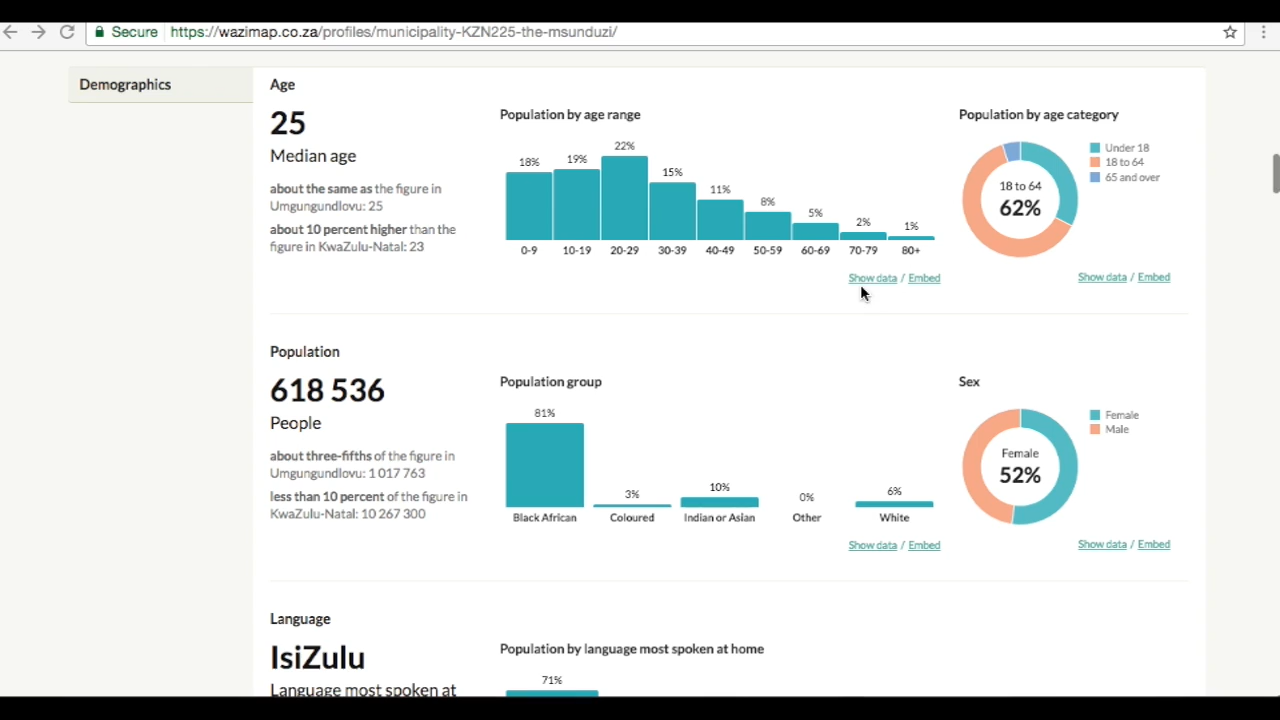 Secure https://wazimap.co.za/profiles/municipality-KZN225-the-msunduzi/
Demographics
Age
25
Median age
about the same as the figure in
Umgungundlovu: 25
about 10 percent higher than the
figure in KwaZulu-Natal: 23
Population by age range
18% 19% 22% 15% 11% 8% 5% 2% 1%
0-9 10-19 20-29 30-39 40-49 50-59 60-69 70-79 80+
Show data / Embed
Population by age category
Under 18
18 to 64
65 and over
18 to 64
62%
Show data / Embed
Population
618 536
People
about three-fifths of the figure in
Umgungundlovu: 1 017 763
less than 10 percent of the figure in
KwaZulu-Natal: 10 267 300
Population group
81% 3% 10% 0% 6%
Black African Coloured Indian or Asian Other White
Show data / Embed
Sex
Female
Male
Female
52%
Show data / Embed
Language
IsiZulu
Language most spoken at
Population by language most spoken at home
71%